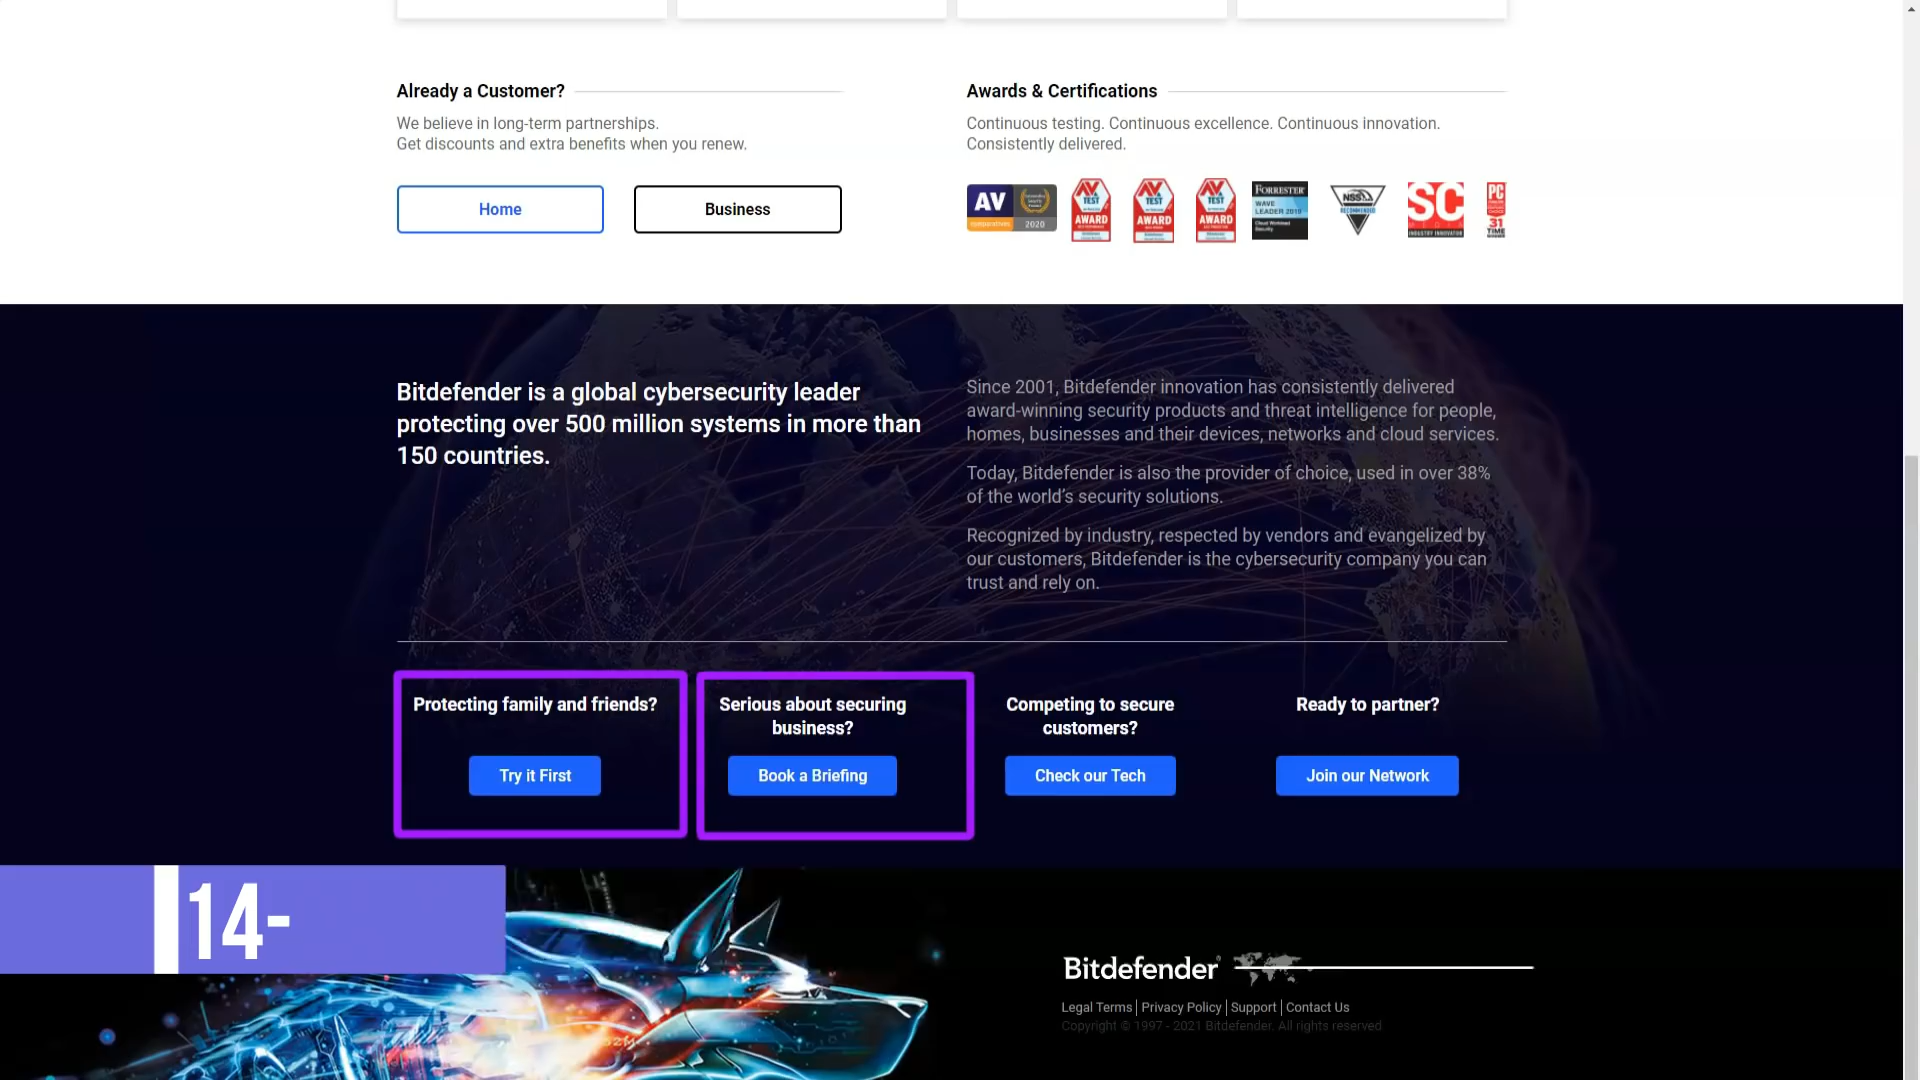 Already a Customer?
We believe in long-term partnerships.
Get discounts and extra benefits when you renew.
Home
Business
Awards & Certifications
Continuous testing. Continuous excellence. Continuous innovation.
Consistently delivered.
AV
comparatives 2020
AV TEST
AWARD
AV TEST
AWARD
AV TEST
AWARD
FORRESTER
WAVE
LEADER 2019
Cloud Workload
Security
NSS
RECOMMENDED
SC
INDUSTRY INNOVATOR
PC
31
TIME
Bitdefender is a global cybersecurity leader
protecting over 500 million systems in more than
150 countries.
Since 2001, Bitdefender innovation has consistently delivered
award-winning security products and threat intelligence for people,
homes, businesses and their devices, networks and cloud services.
Today, Bitdefender is also the provider of choice, used in over 38%
of the world's security solutions.
Recognized by industry, respected by vendors and evangelized by
our customers, Bitdefender is the cybersecurity company you can
trust and rely on.
Protecting family and friends?
Try it First
Serious about securing
business?
Book a Briefing
Competing to secure
customers?
Check our Tech
Ready to partner?
Join our Network
14-
Bitdefender
Legal Terms | Privacy Policy | Support | Contact Us
Copyright © 1997 - 2021 Bitdefender. All rights reserved